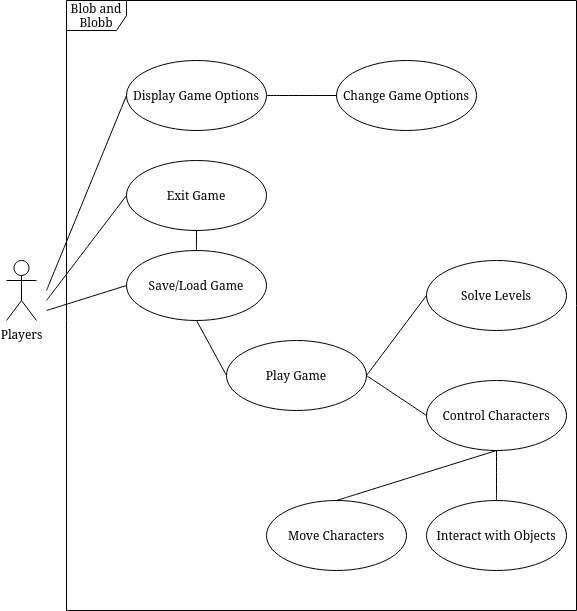 Blob and
Blobb
Display Game Options
Change Game Options
Exit Game
Save/Load Game
Solve Levels
Players
Play Game
Control Characters
Move Characters
Interact with Objects